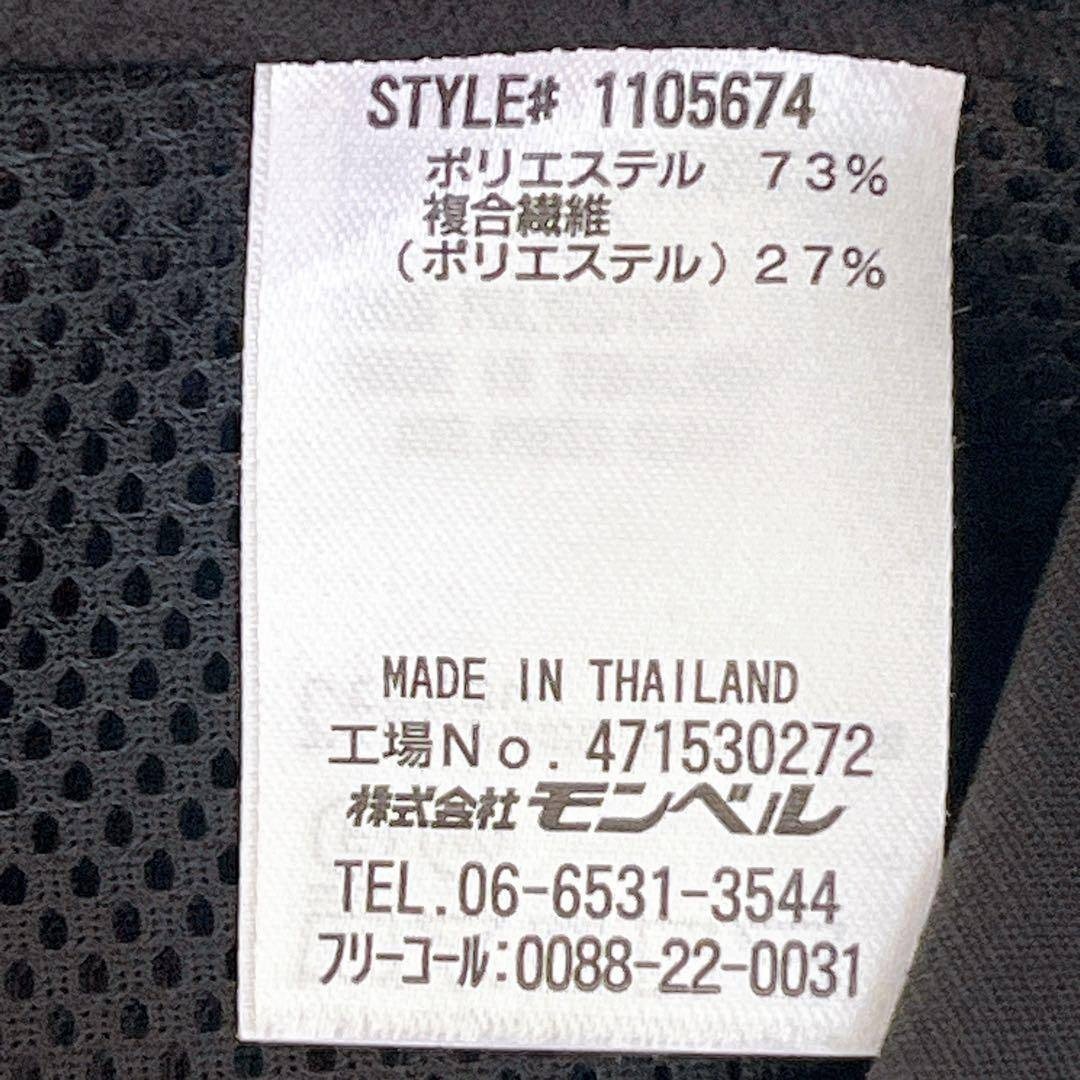 STYLE# 1105674
ポリエステル 73%
複合繊維
(ポリエステル) 27%
MADE IN THAILAND
工場No. 471530272
株式会社モンベル
TEL.06-6531-3544
フリーコール:0088-22-0031